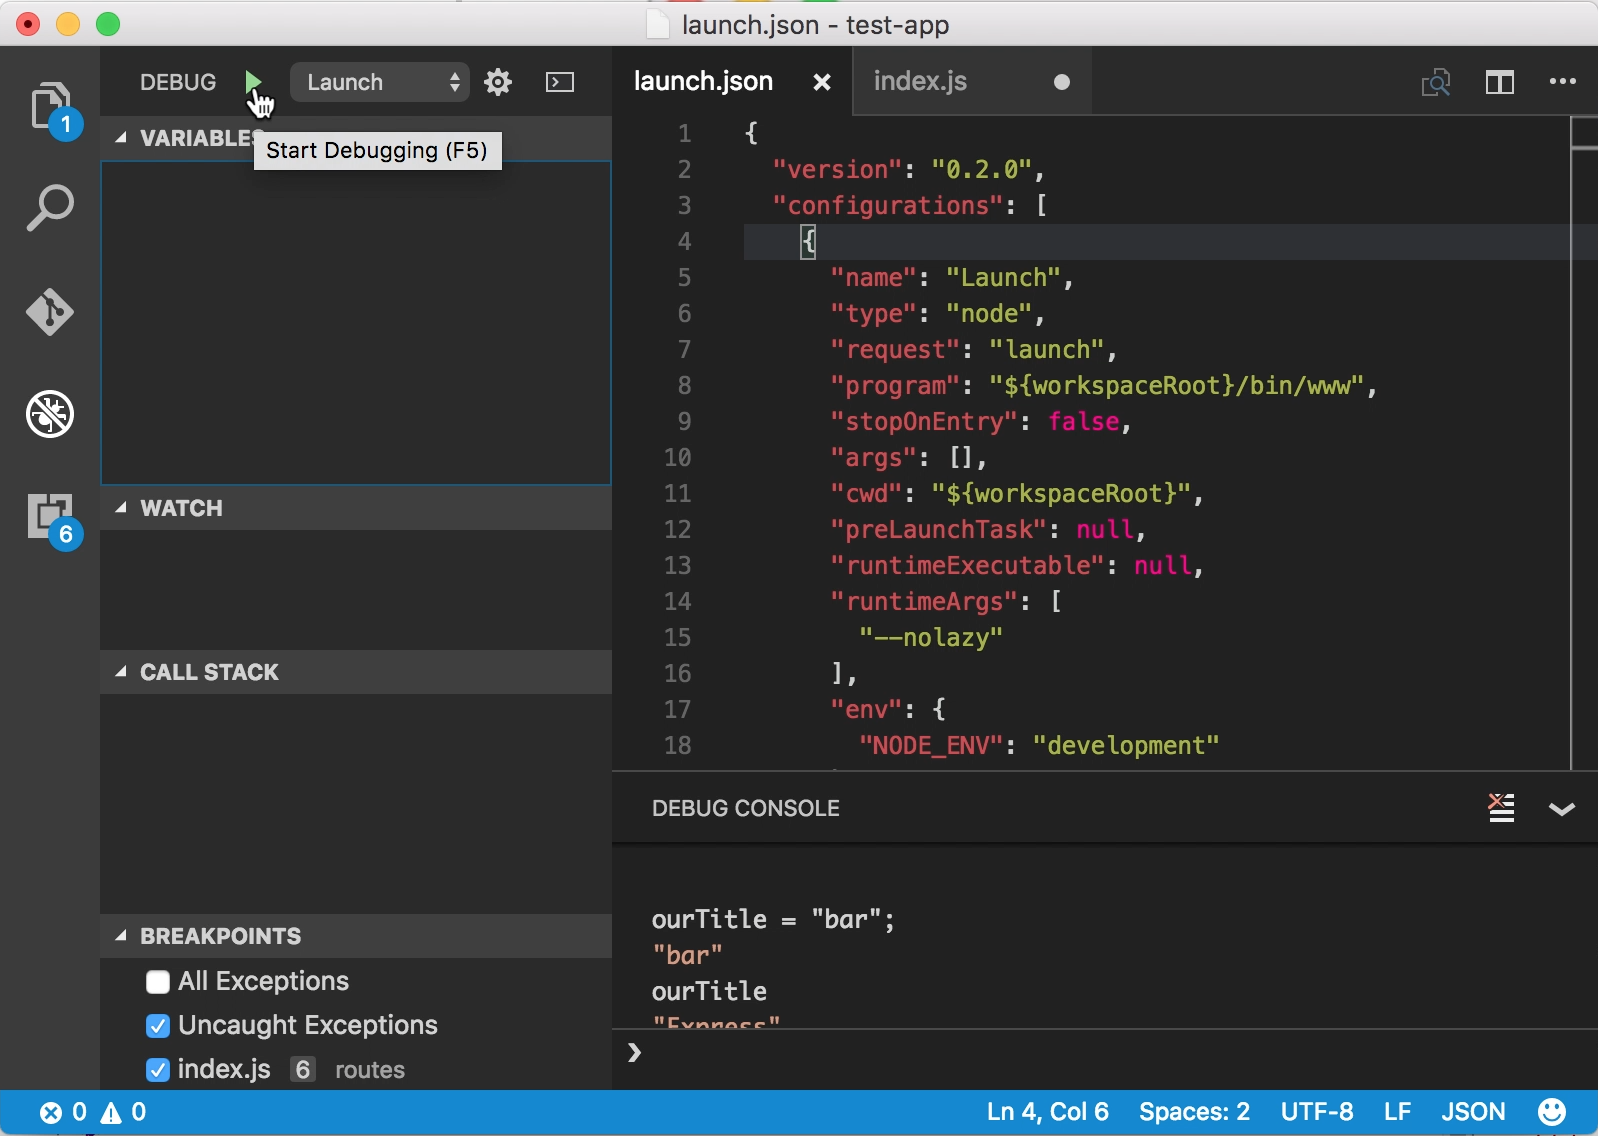 launch.json - test-app
DEBUG Launch
launch.json index.js
1
6
VARIABLES
Start Debugging (F5)
WATCH
CALL STACK
BREAKPOINTS
All Exceptions
Uncaught Exceptions
index.js 6 routes
1 {
2 "version": "0.2.0",
3 "configurations": [
4 {
5 "name": "Launch",
6 "type": "node",
7 "request": "launch",
8 "program": "${workspaceRoot}/bin/www",
9 "stopOnEntry": false,
10 "args": [],
11 "cwd": "${workspaceRoot}",
12 "preLaunchTask": null,
13 "runtimeExecutable": null,
14 "runtimeArgs": [
15 "--nolazy"
16 ],
17 "env": {
18 "NODE_ENV": "development"
DEBUG CONSOLE
ourTitle = "bar";
"bar"
ourTitle
"Express"
0 0 Ln 4, Col 6 Spaces: 2 UTF-8 LF JSON